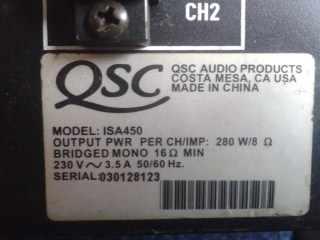 CH2
QSC
QSC AUDIO PRODUCTS
COSTA MESA, CA USA
MADE IN CHINA
MODEL: ISA450
OUTPUT PWR PER CH/IMP: 280 W/8 Ω
BRIDGED MONO 16 Ω MIN
230 V ~ 3.5 A 50/60 Hz.
SERIAL: 030128123